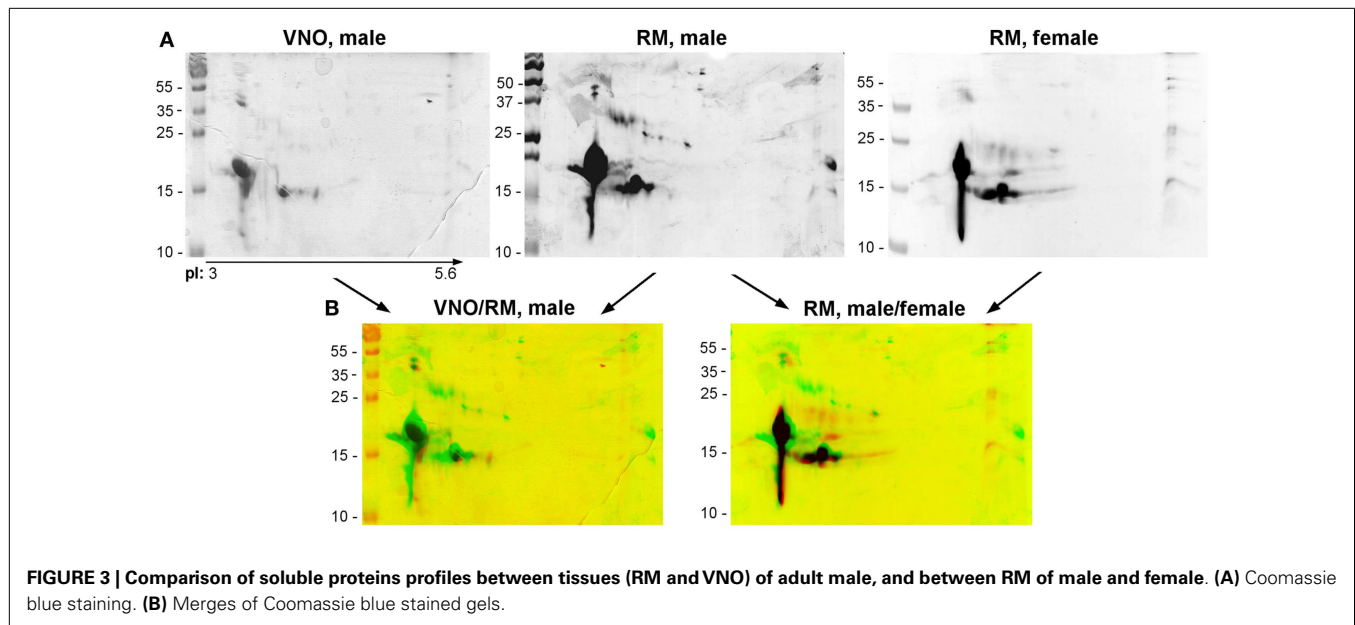 A
VNO, male
RM, male
RM, female
55 -
35 -
25 -
15 -
10 -
50 -
37 -
25 -
15 -
10 -
55 -
35 -
25 -
15 -
10 -
pI: 3
5.6
B
VNO/RM, male
RM, male/female
55 -
35 -
25 -
15 -
10 -
55 -
35 -
25 -
15 -
10 -
FIGURE 3 | Comparison of soluble proteins profiles between tissues (RM and VNO) of adult male, and between RM of male and female. (A) Coomassie
blue staining. (B) Merges of Coomassie blue stained gels.